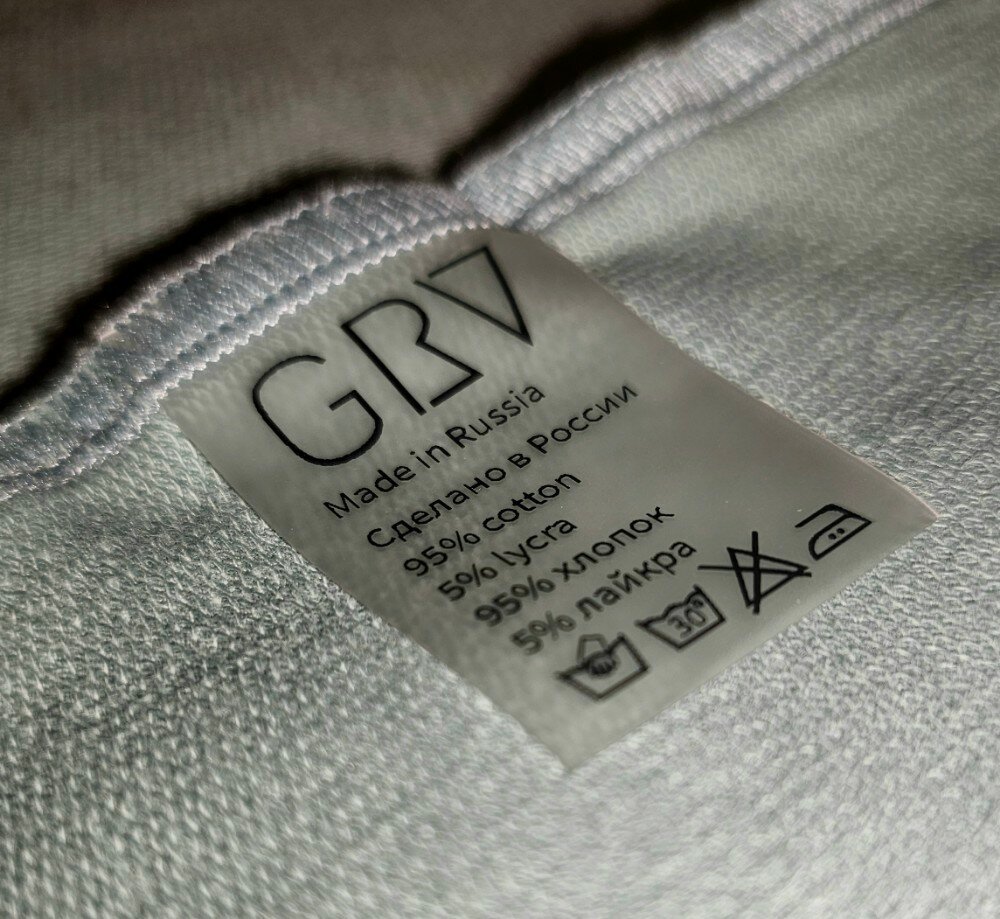 GRV
Made in Russia
Сделано в России
95% cotton
5% lycra
95% хлопок
5% лайкра
30°